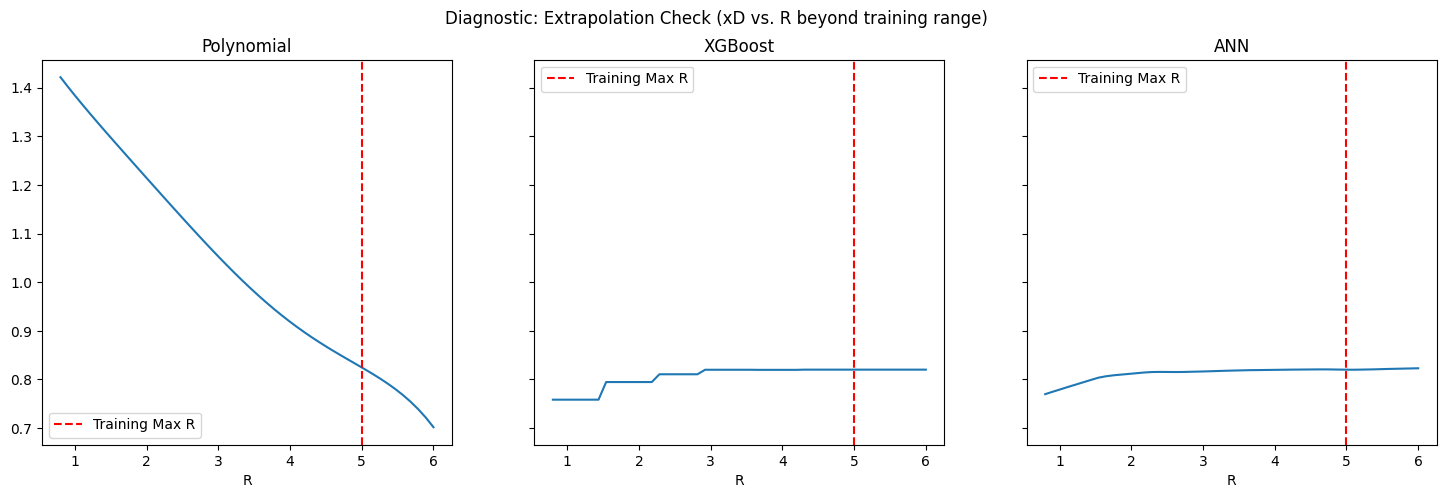 Diagnostic: Extrapolation Check (xD vs. R beyond training range)
Polynomial
1.4
1.3
1.2
1.1
1.0
0.9
0.8
0.7
Training Max R
1 2 3 4 5 6
R
XGBoost
Training Max R
1 2 3 4 5 6
R
ANN
Training Max R
1 2 3 4 5 6
R